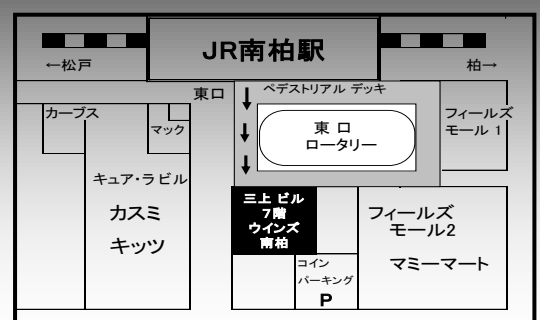 JR南柏駅
←松戸
柏→
東口
ペデストリアル デッキ
カーブス
マック
東 口
ロータリー
フィールズ
モール 1
キュア・ラビル
カスミ
キッツ
三上 ビル
7階
ウインズ
南柏
フィールズ
モール2
マミーマート
コイン
パーキング
P